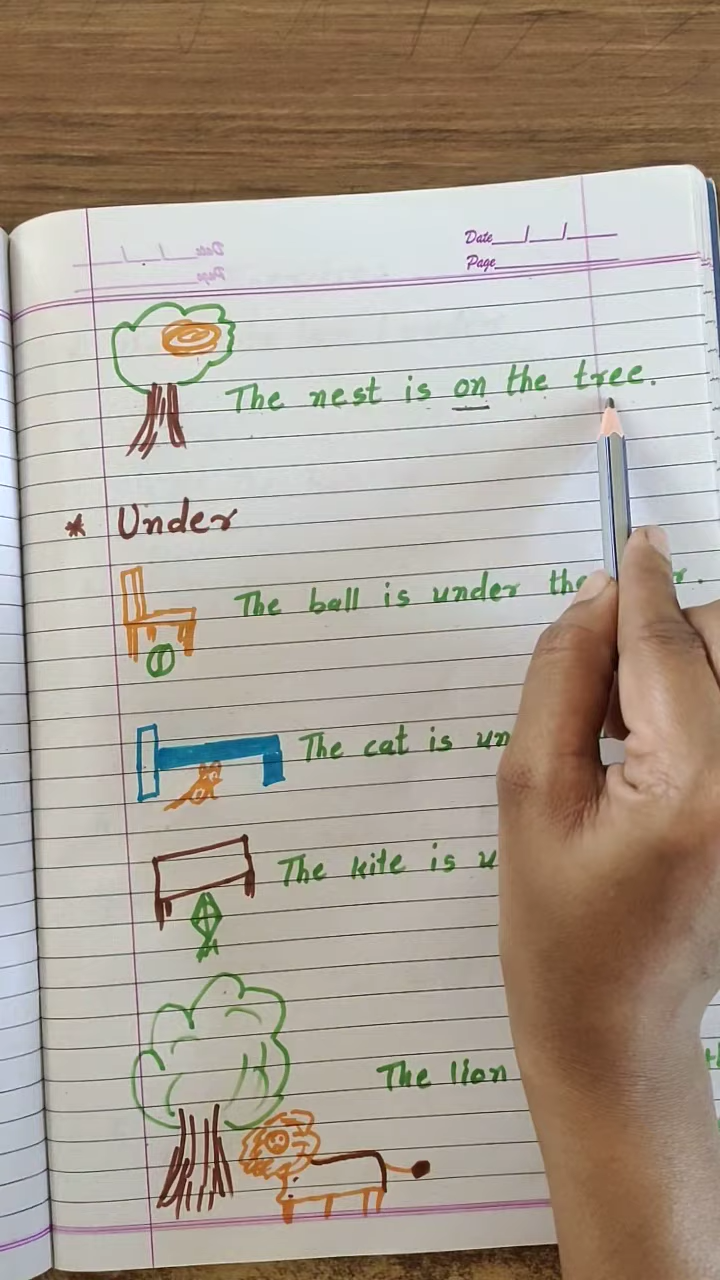 Date
Page
The nest is on the tree.
* Under
The ball is under the
The cat is
The kite is
The lion